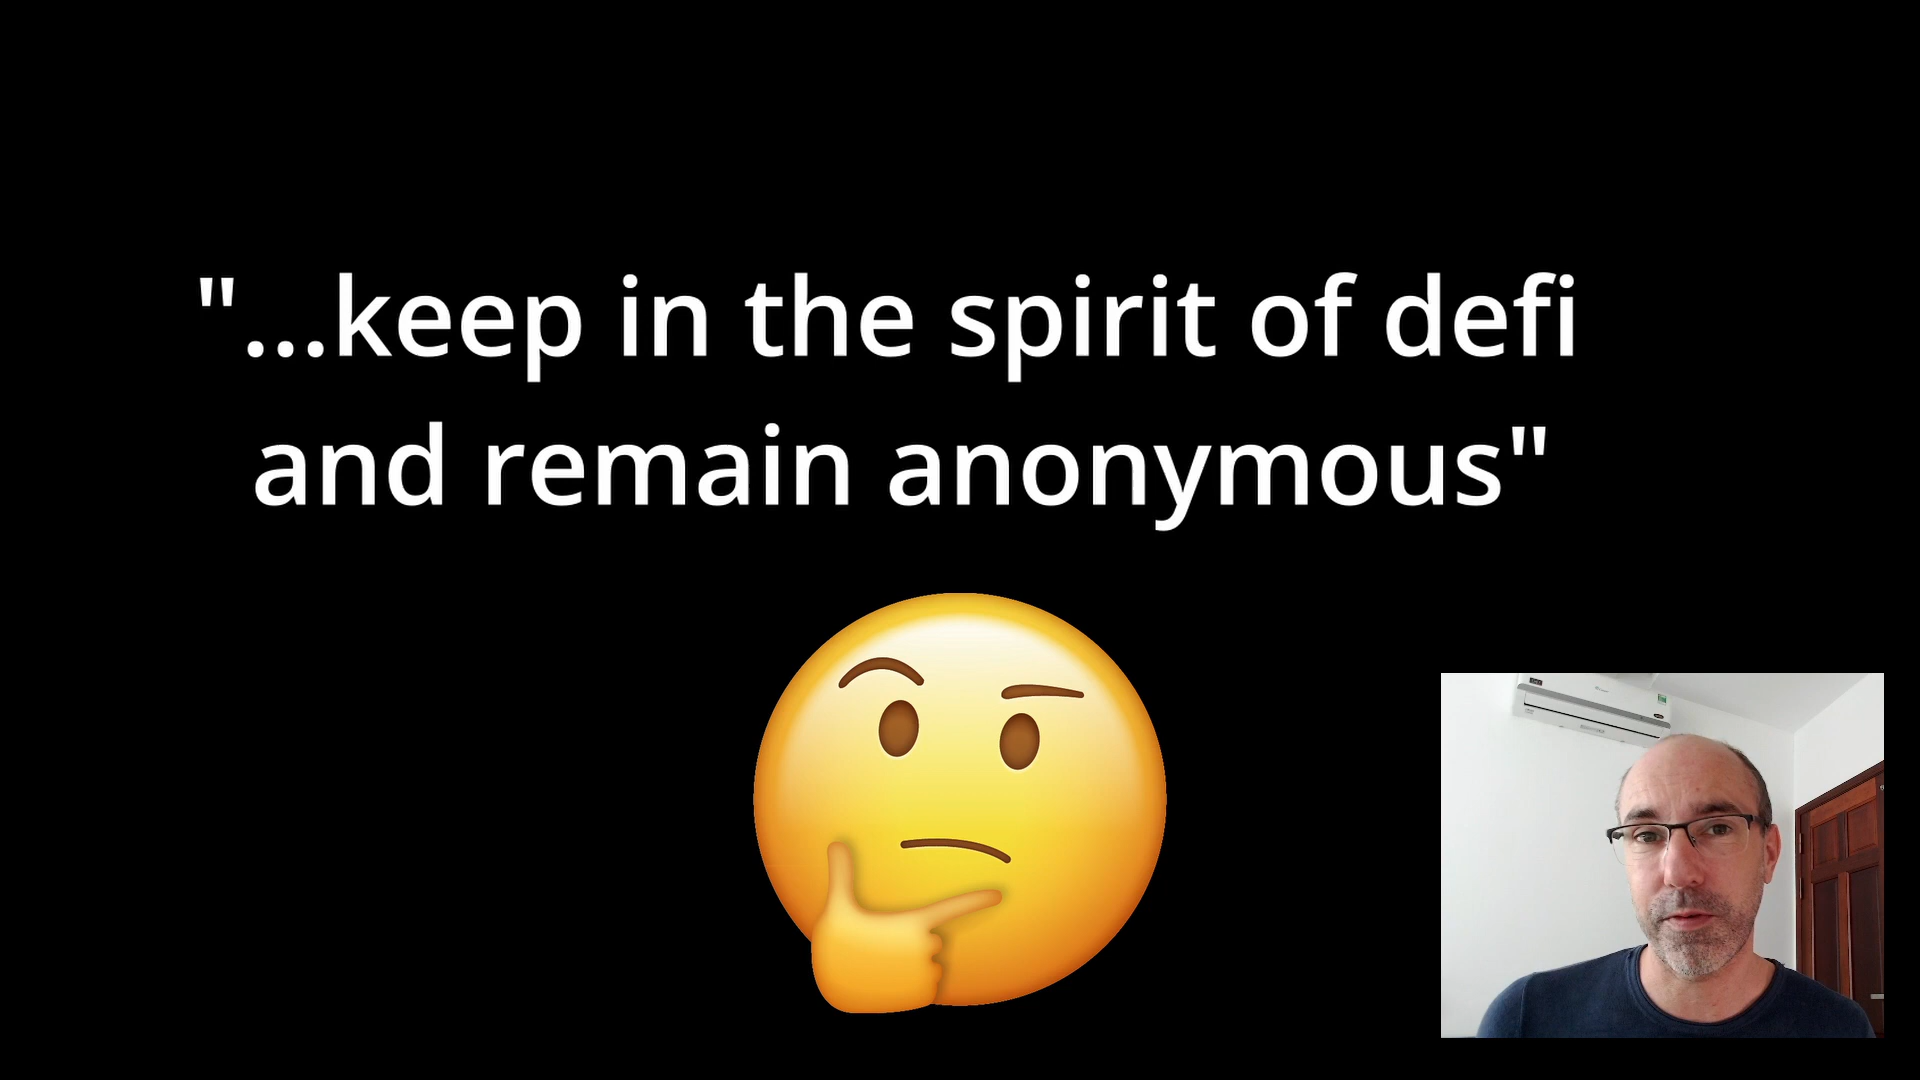 "...keep in the spirit of defi
and remain anonymous"